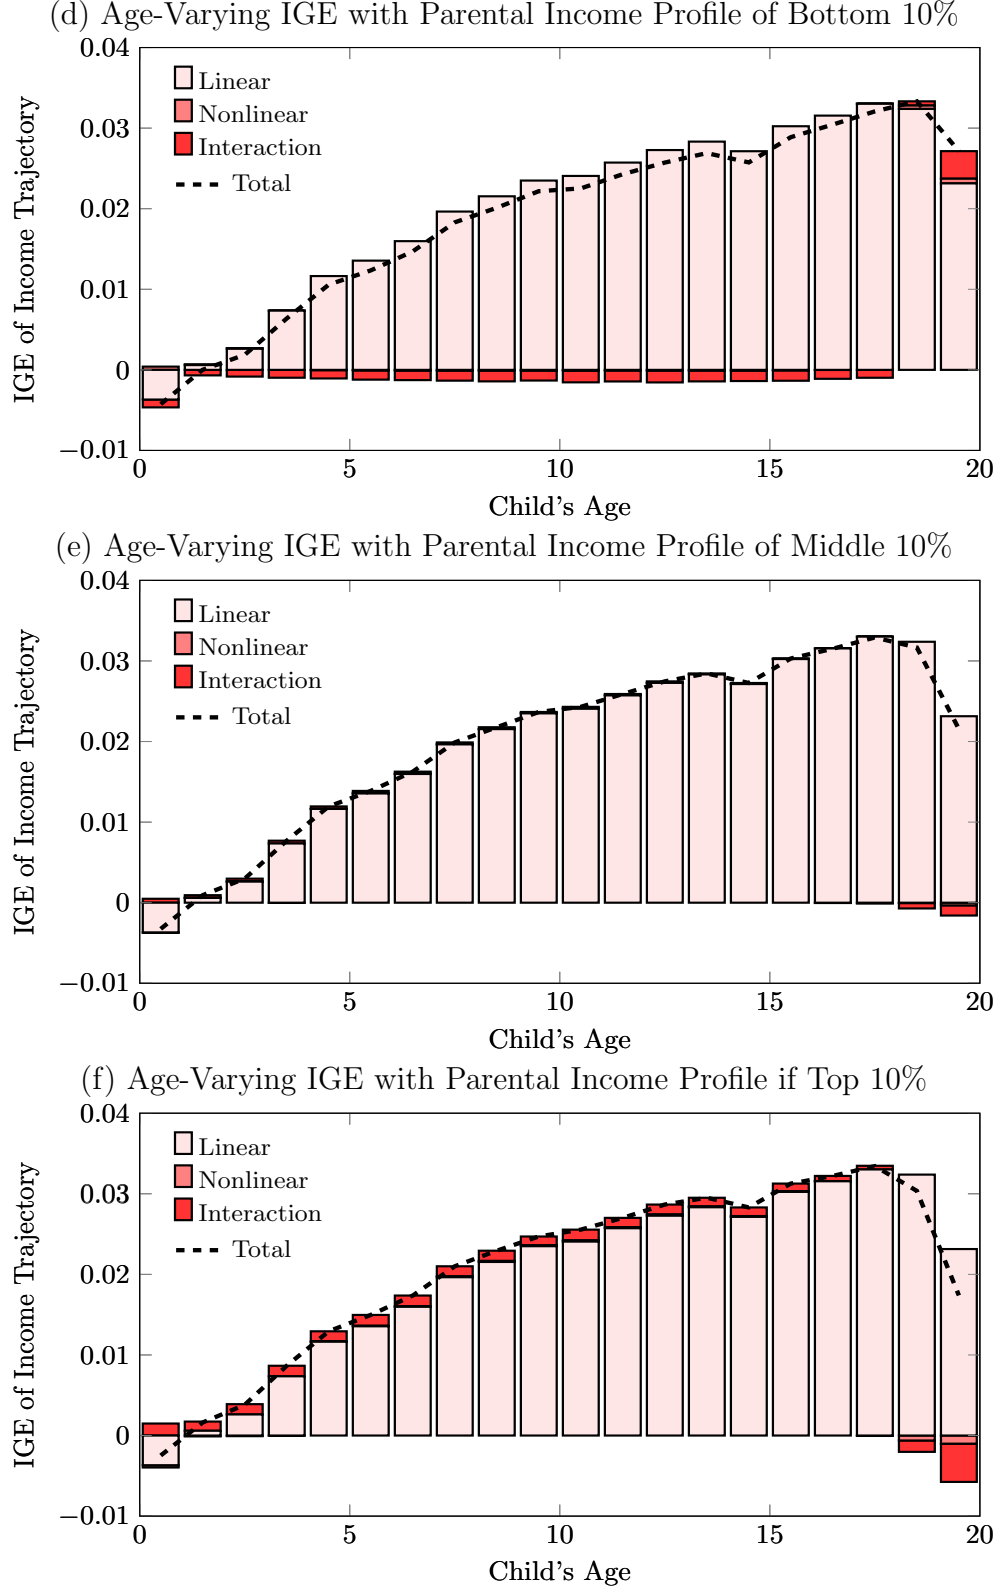 (d) Age-Varying IGE with Parental Income Profile of Bottom 10%
0.04
0.03
0.02
0.01
0
−0.01
IGE of Income Trajectory
Linear
Nonlinear
Interaction
Total
0
5
10
15
20
Child's Age
(e) Age-Varying IGE with Parental Income Profile of Middle 10%
0.04
0.03
0.02
0.01
0
−0.01
IGE of Income Trajectory
Linear
Nonlinear
Interaction
Total
0
5
10
15
20
Child's Age
(f) Age-Varying IGE with Parental Income Profile if Top 10%
0.04
0.03
0.02
0.01
0
−0.01
IGE of Income Trajectory
Linear
Nonlinear
Interaction
Total
0
5
10
15
20
Child's Age